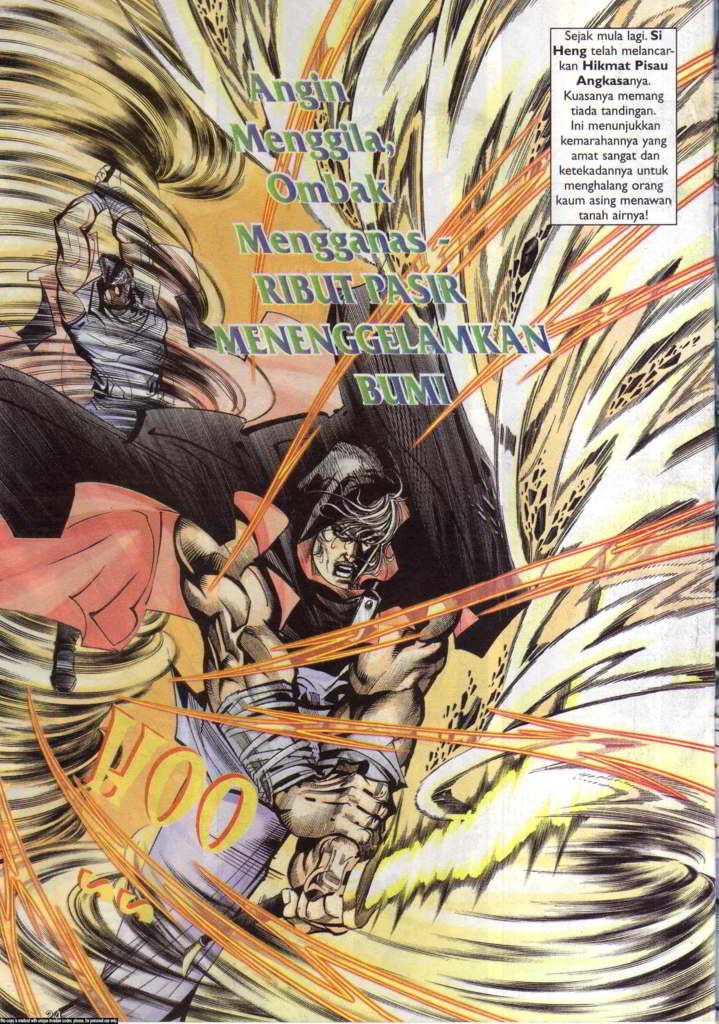 Angin
Menggila,
Ombak
Mengganas -
RIBUT PASIR
MENENGGELAMKAN
BUMI
Sejak mula lagi. Si
Heng telah melancar-
kan Hikmat Pisau
Angkasanya.
Kuasanya memang
tiada tandingan.
Ini menunjukkan
kemarahannya yang
amat sangat dan
ketekadannya untuk
menghalang orang
kaum asing menawan
tanah airnya!
HOO